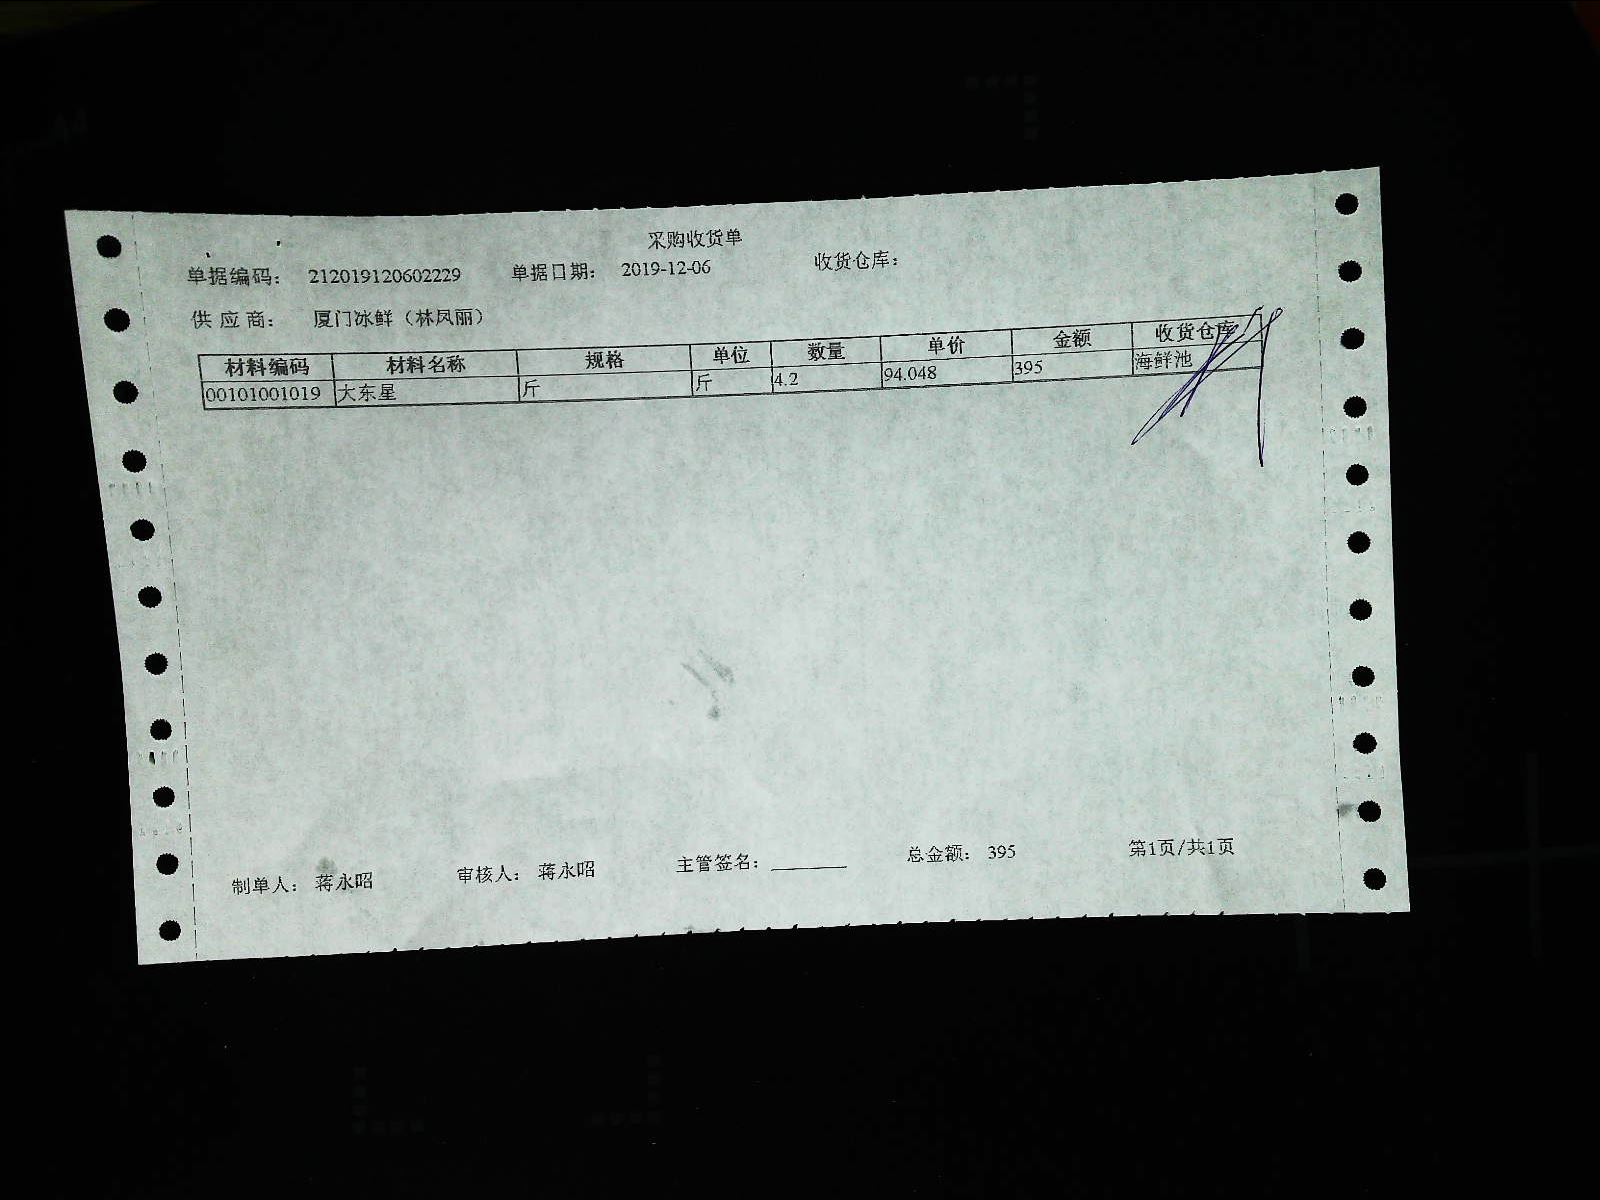 采购收货单
单据编码： 212019120602229 单据日期： 2019-12-06 收货仓库：
供 应 商： 厦门冰鲜（林凤丽）
材料编码 材料名称 规格 单位 数量 单价 金额 收货仓库
00101001019 大东星 斤 斤 4.2 94.048 395 海鲜池
制单人： 蒋永昭 审核人： 蒋永昭 主管签名： 总金额： 395 第1页/共1页